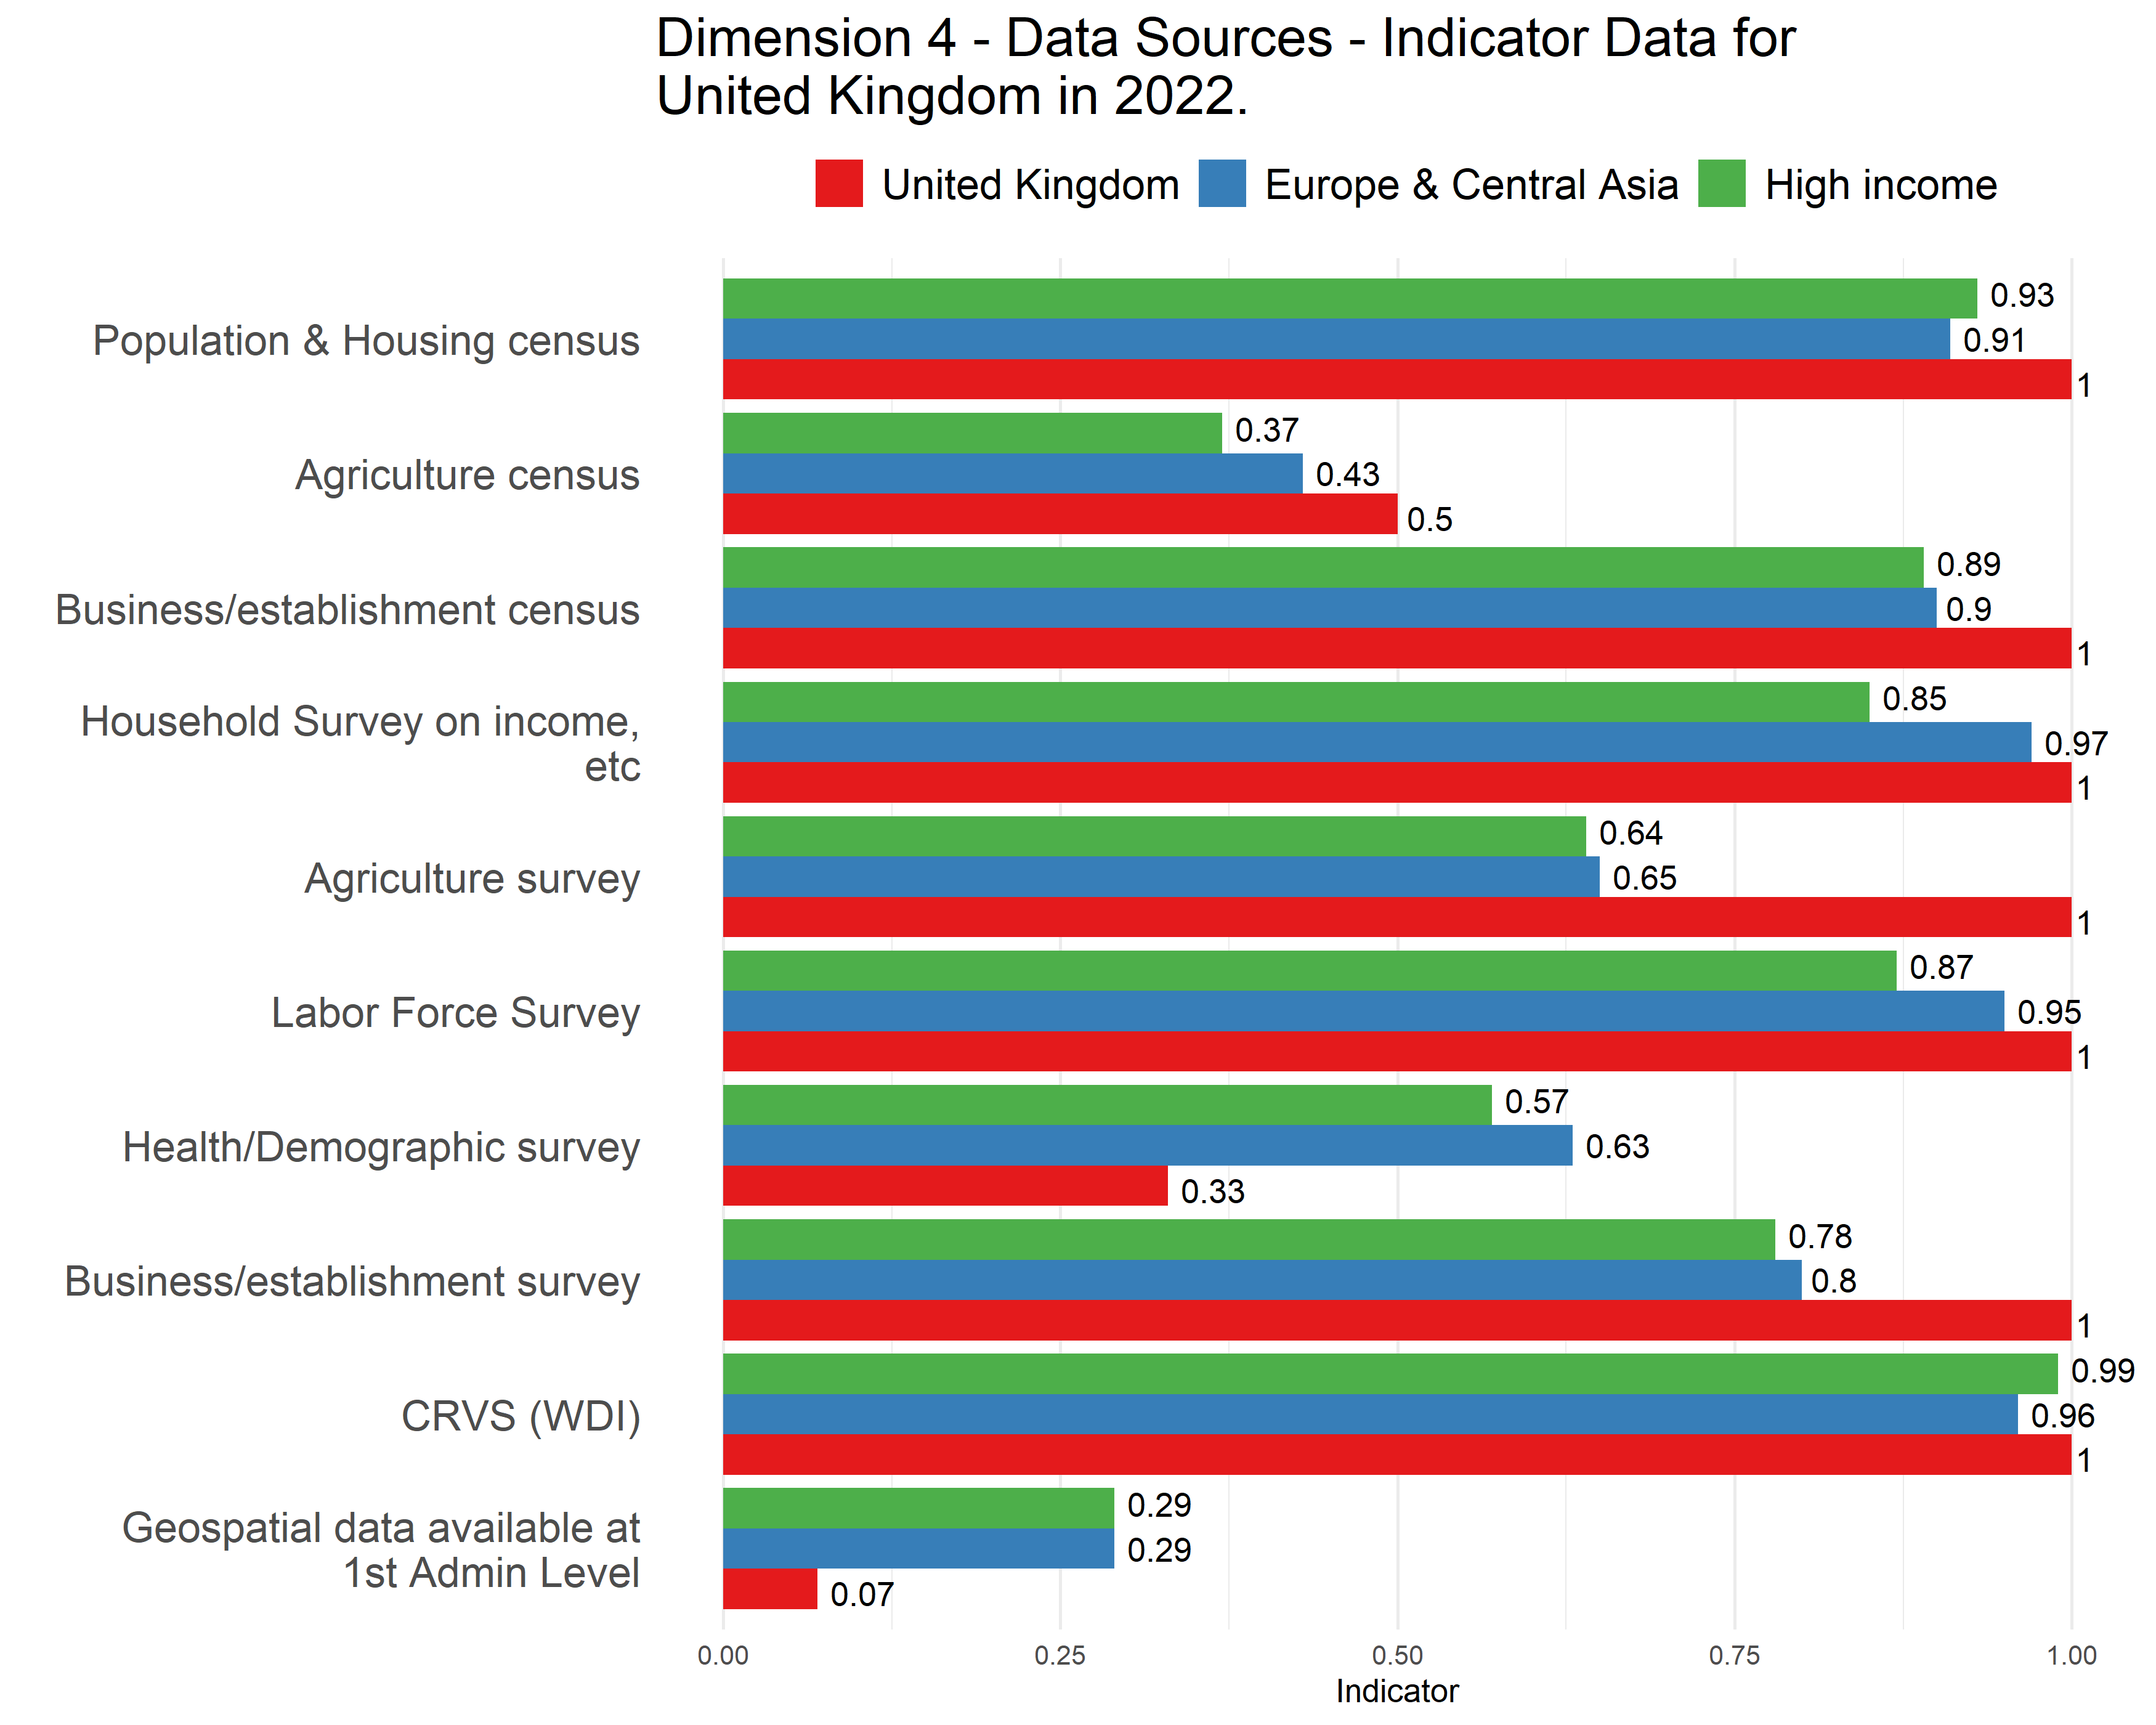 Dimension 4 - Data Sources - Indicator Data for
United Kingdom in 2022.
United Kingdom Europe & Central Asia High income
Population & Housing census
0.93
0.91
1
Agriculture census
0.37
0.43
0.5
Business/establishment census
0.89
0.9
1
Household Survey on income,
etc
0.85
0.97
1
Agriculture survey
0.64
0.65
1
Labor Force Survey
0.87
0.95
1
Health/Demographic survey
0.57
0.63
0.33
Business/establishment survey
0.78
0.8
1
CRVS (WDI)
0.99
0.96
1
Geospatial data available at
1st Admin Level
0.29
0.29
0.07
0.00 0.25 0.50 0.75 1.00
Indicator